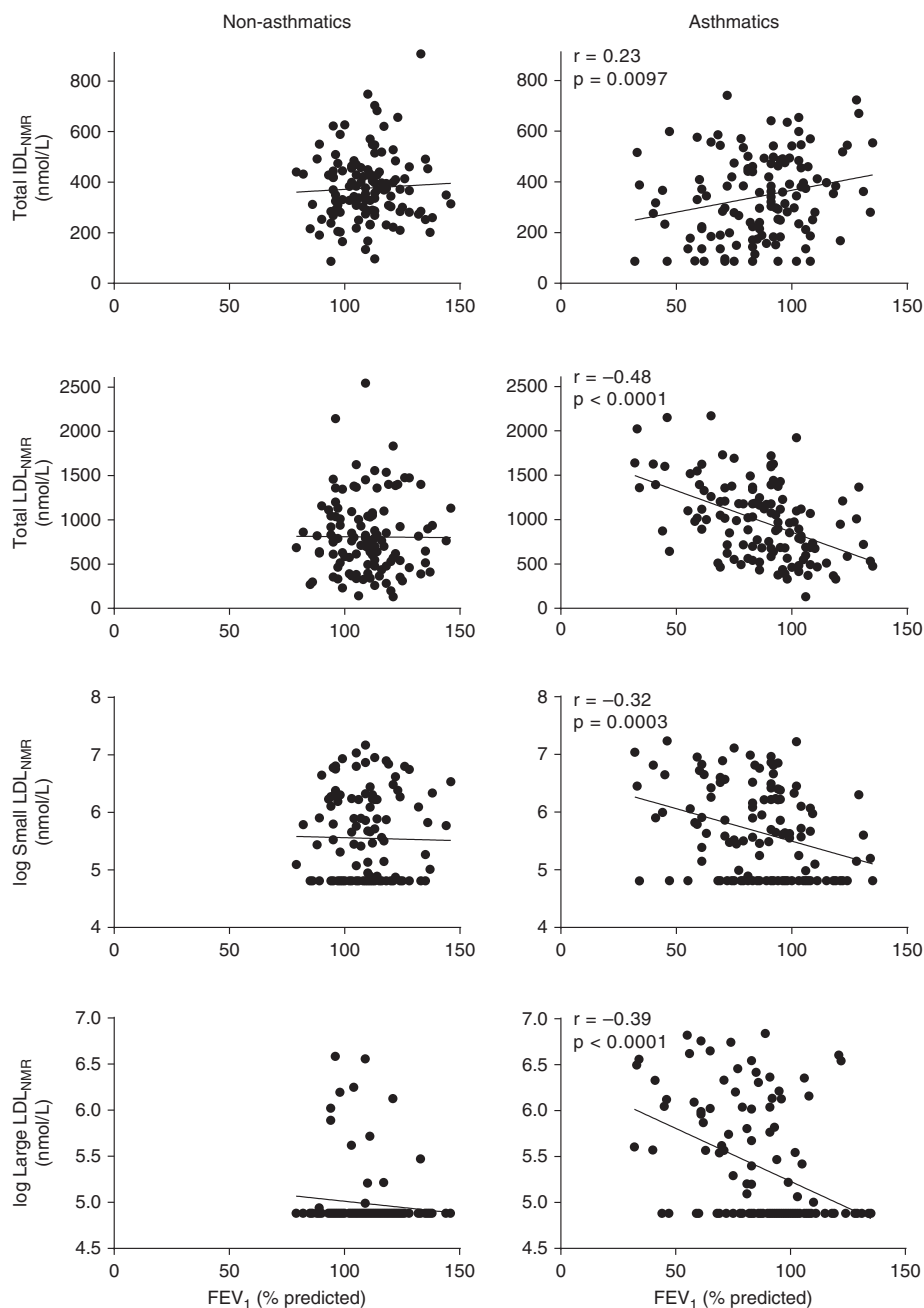 Non-asthmatics
Asthmatics
Total IDLNMR
(nmol/L)
800
600
400
200
0
0 50 100 150
r = 0.23
p = 0.0097
800
600
400
200
0
0 50 100 150
Total LDLNMR
(nmol/L)
2500
2000
1500
1000
500
0
0 50 100 150
r = –0.48
p < 0.0001
2500
2000
1500
1000
500
0
0 50 100 150
log Small LDLNMR
(nmol/L)
8
7
6
5
4
0 50 100 150
r = –0.32
p = 0.0003
8
7
6
5
4
0 50 100 150
log Large LDLNMR
(nmol/L)
7.0
6.5
6.0
5.5
5.0
4.5
0 50 100 150
FEV1 (% predicted)
r = –0.39
p < 0.0001
7.0
6.5
6.0
5.5
5.0
4.5
0 50 100 150
FEV1 (% predicted)